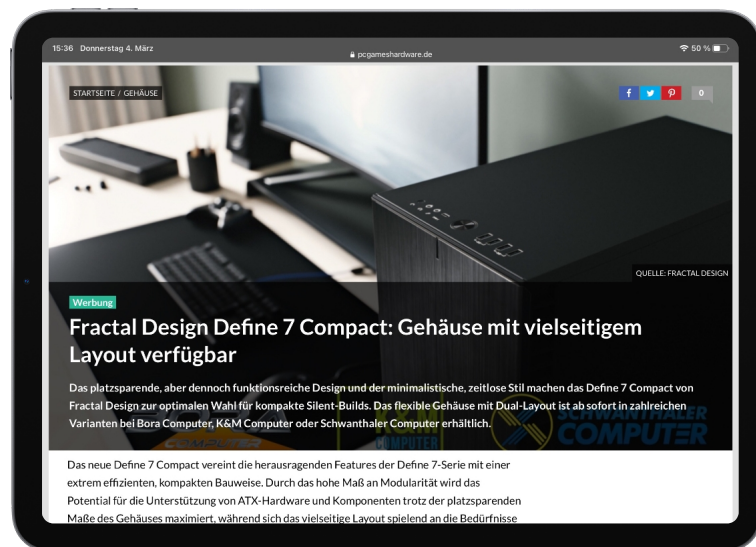 15:36 Donnerstag 4. März
pcgameshardware.de
50 %
STARTSEITE / GEHÄUSE
0
QUELLE: FRACTAL DESIGN
Werbung
Fractal Design Define 7 Compact: Gehäuse mit vielseitigem
Layout verfügbar
Das platzsparende, aber dennoch funktionsreiche Design und der minimalistische, zeitlose Stil machen das Define 7 Compact von
Fractal Design zur optimalen Wahl für kompakte Silent-Builds. Das flexible Gehäuse mit Dual-Layout ist ab sofort in zahlreichen
Varianten bei Bora Computer, K&M Computer oder Schwanthaler Computer erhältlich.
BORA
COMPUTER
K&M
COMPUTER
SCHWANTHALER
COMPUTER
Das neue Define 7 Compact vereint die herausragenden Features der Define 7-Serie mit einer
extrem effizienten, kompakten Bauweise. Durch das hohe Maß an Modularität wird das
Potential für die Unterstützung von ATX-Hardware und Komponenten trotz der platzsparenden
Maße des Gehäuses maximiert, während sich das vielseitige Layout spielend an die Bedürfnisse